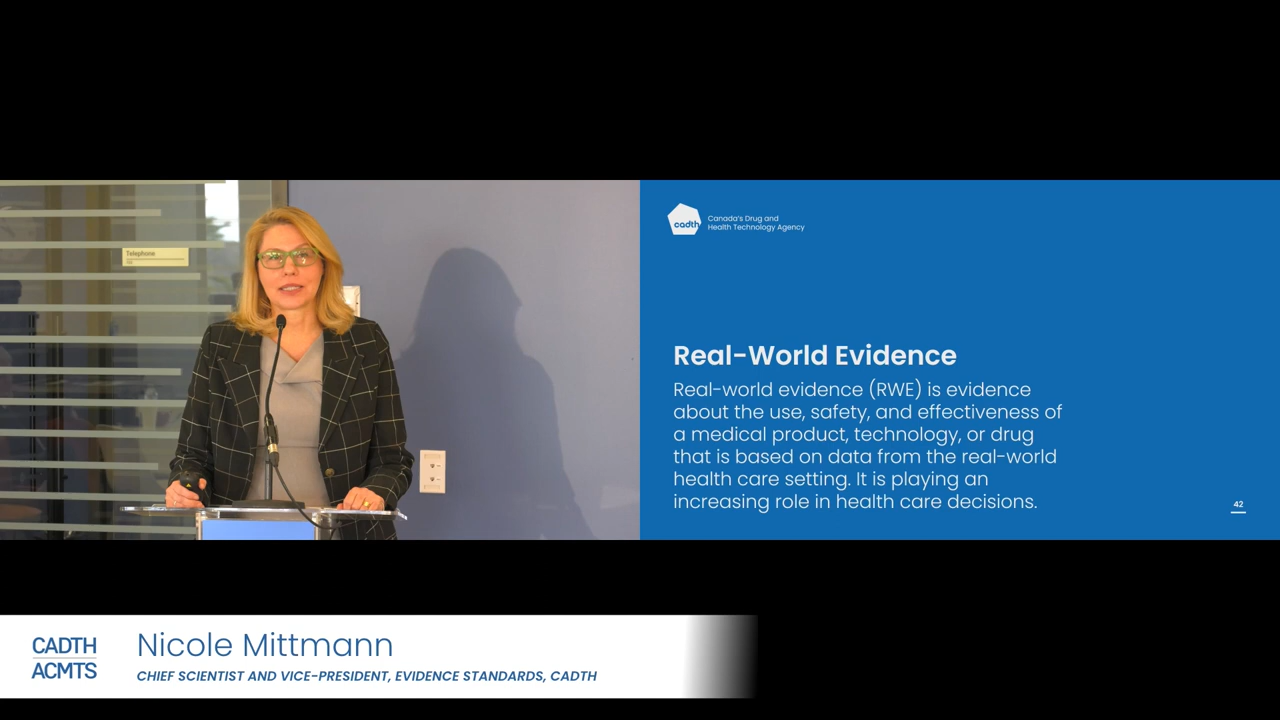 Telephone
cadth
Canada's Drug and
Health Technology Agency
Real-World Evidence
Real-world evidence (RWE) is evidence
about the use, safety, and effectiveness of
a medical product, technology, or drug
that is based on data from the real-world
health care setting. It is playing an
increasing role in health care decisions.
42
CADTH
ACMTS
Nicole Mittmann
CHIEF SCIENTIST AND VICE-PRESIDENT, EVIDENCE STANDARDS, CADTH